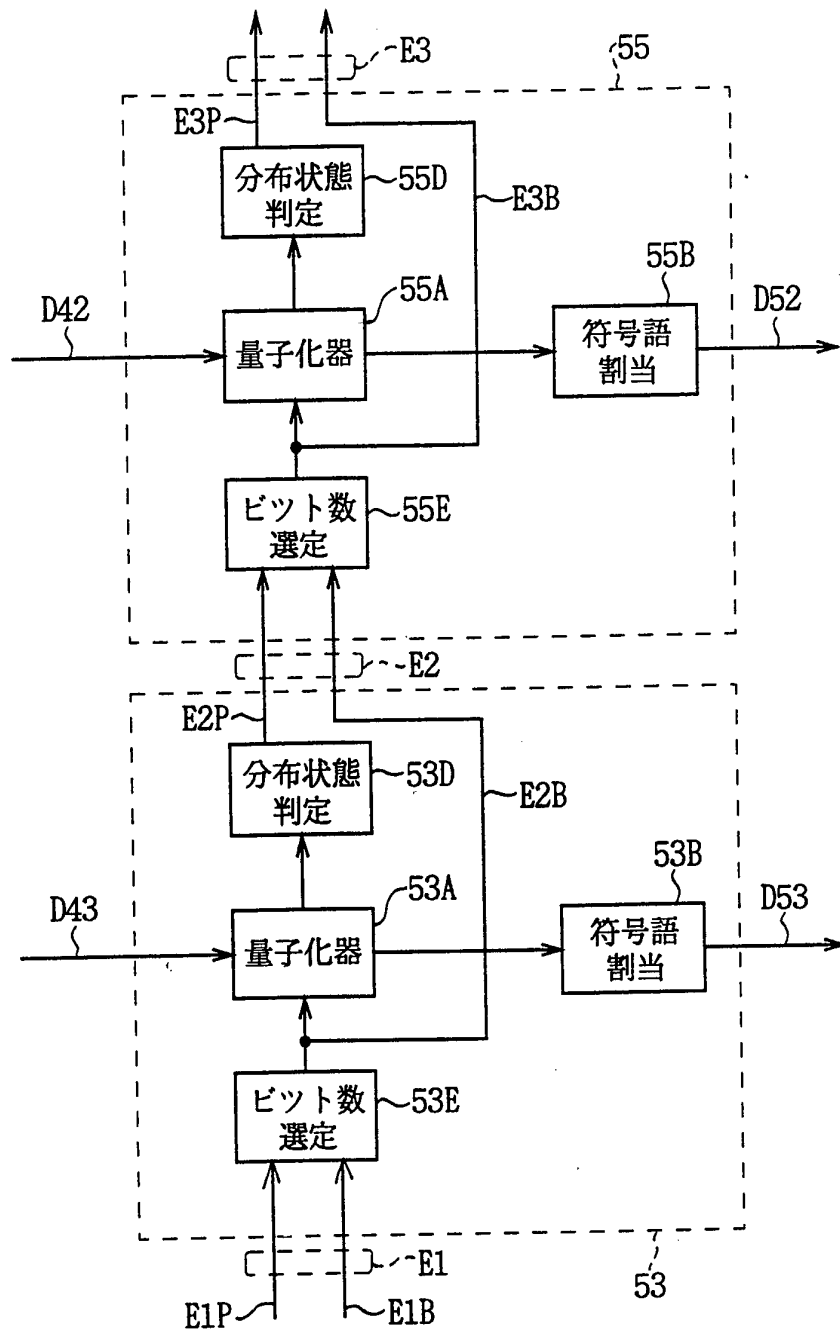 E3
55
E3P
分布状態
判定
55D
E3B
55A
55B
D42
D52
量子化器
符号語
割当
ビツト数
選定
55E
E2
E2P
分布状態
判定
53D
E2B
53A
53B
D43
D53
量子化器
符号語
割当
ビツト数
選定
53E
E1
53
E1P
E1B